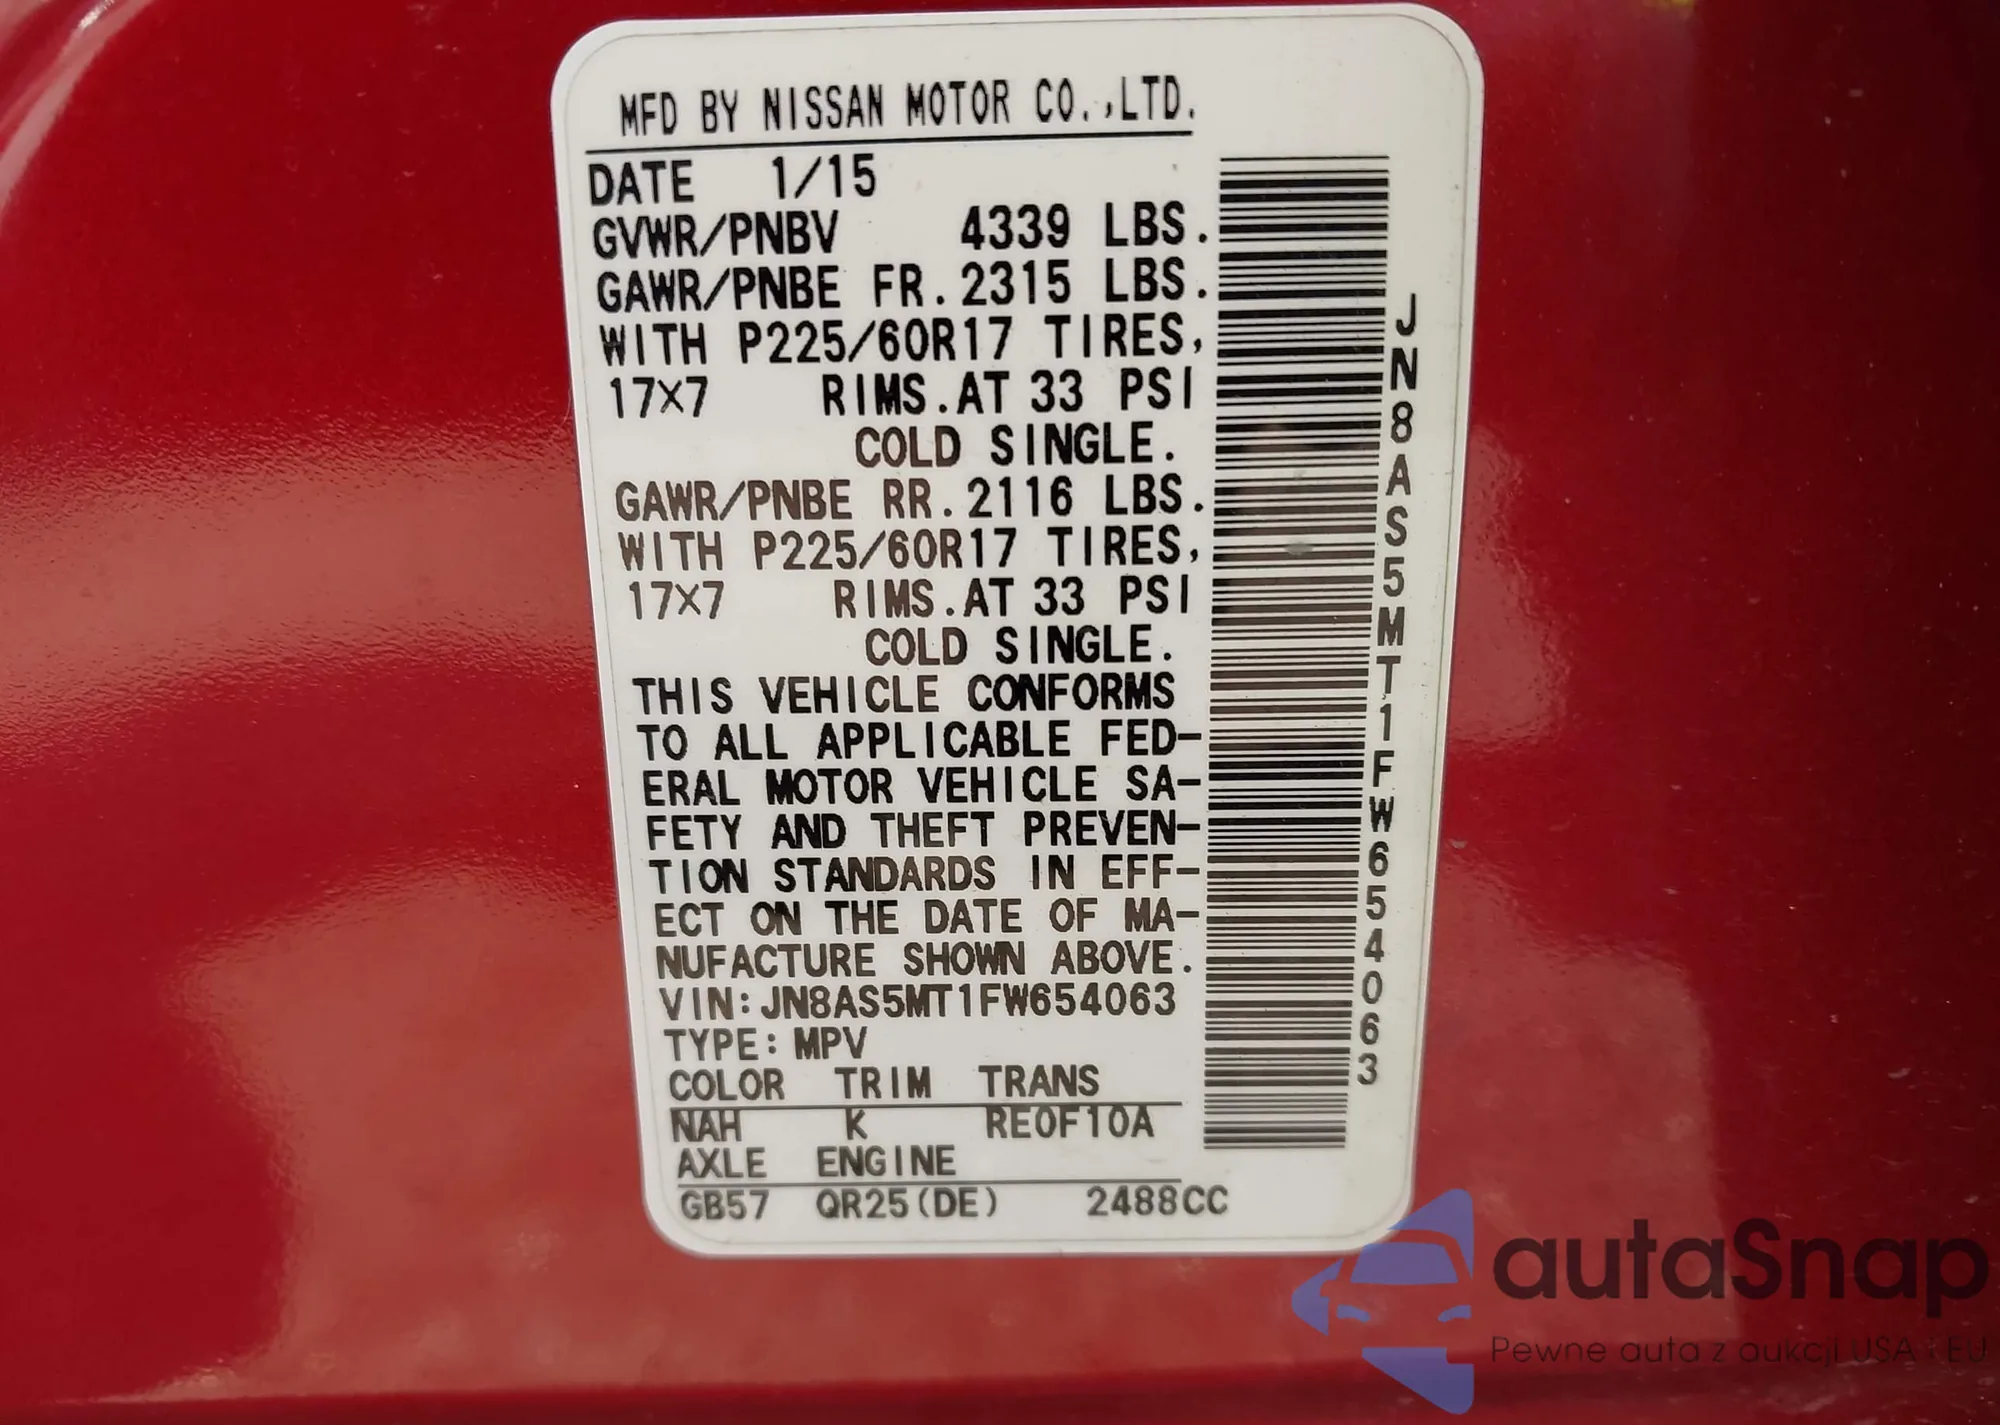 MFD BY NISSAN MOTOR CO.,LTD.
DATE 1/15
GVWR/PNBV 4339 LBS.
GAWR/PNBE FR.2315 LBS.
WITH P225/60R17 TIRES,
17×7 RIMS.AT 33 PSI
COLD SINGLE.
GAWR/PNBE RR.2116 LBS.
WITH P225/60R17 TIRES,
17×7 RIMS.AT 33 PSI
COLD SINGLE.
THIS VEHICLE CONFORMS
TO ALL APPLICABLE FED-
ERAL MOTOR VEHICLE SA-
FETY AND THEFT PREVEN-
TION STANDARDS IN EFF-
ECT ON THE DATE OF MA-
NUFACTURE SHOWN ABOVE.
VIN:JN8AS5MT1FW654063
TYPE:MPV
COLOR TRIM TRANS
NAH K RE0F10A
AXLE ENGINE
GB57 QR25(DE) 2488CC
JN8AS5MT1FW654063
autaSnap
Pewne auta z aukcji USA i EU